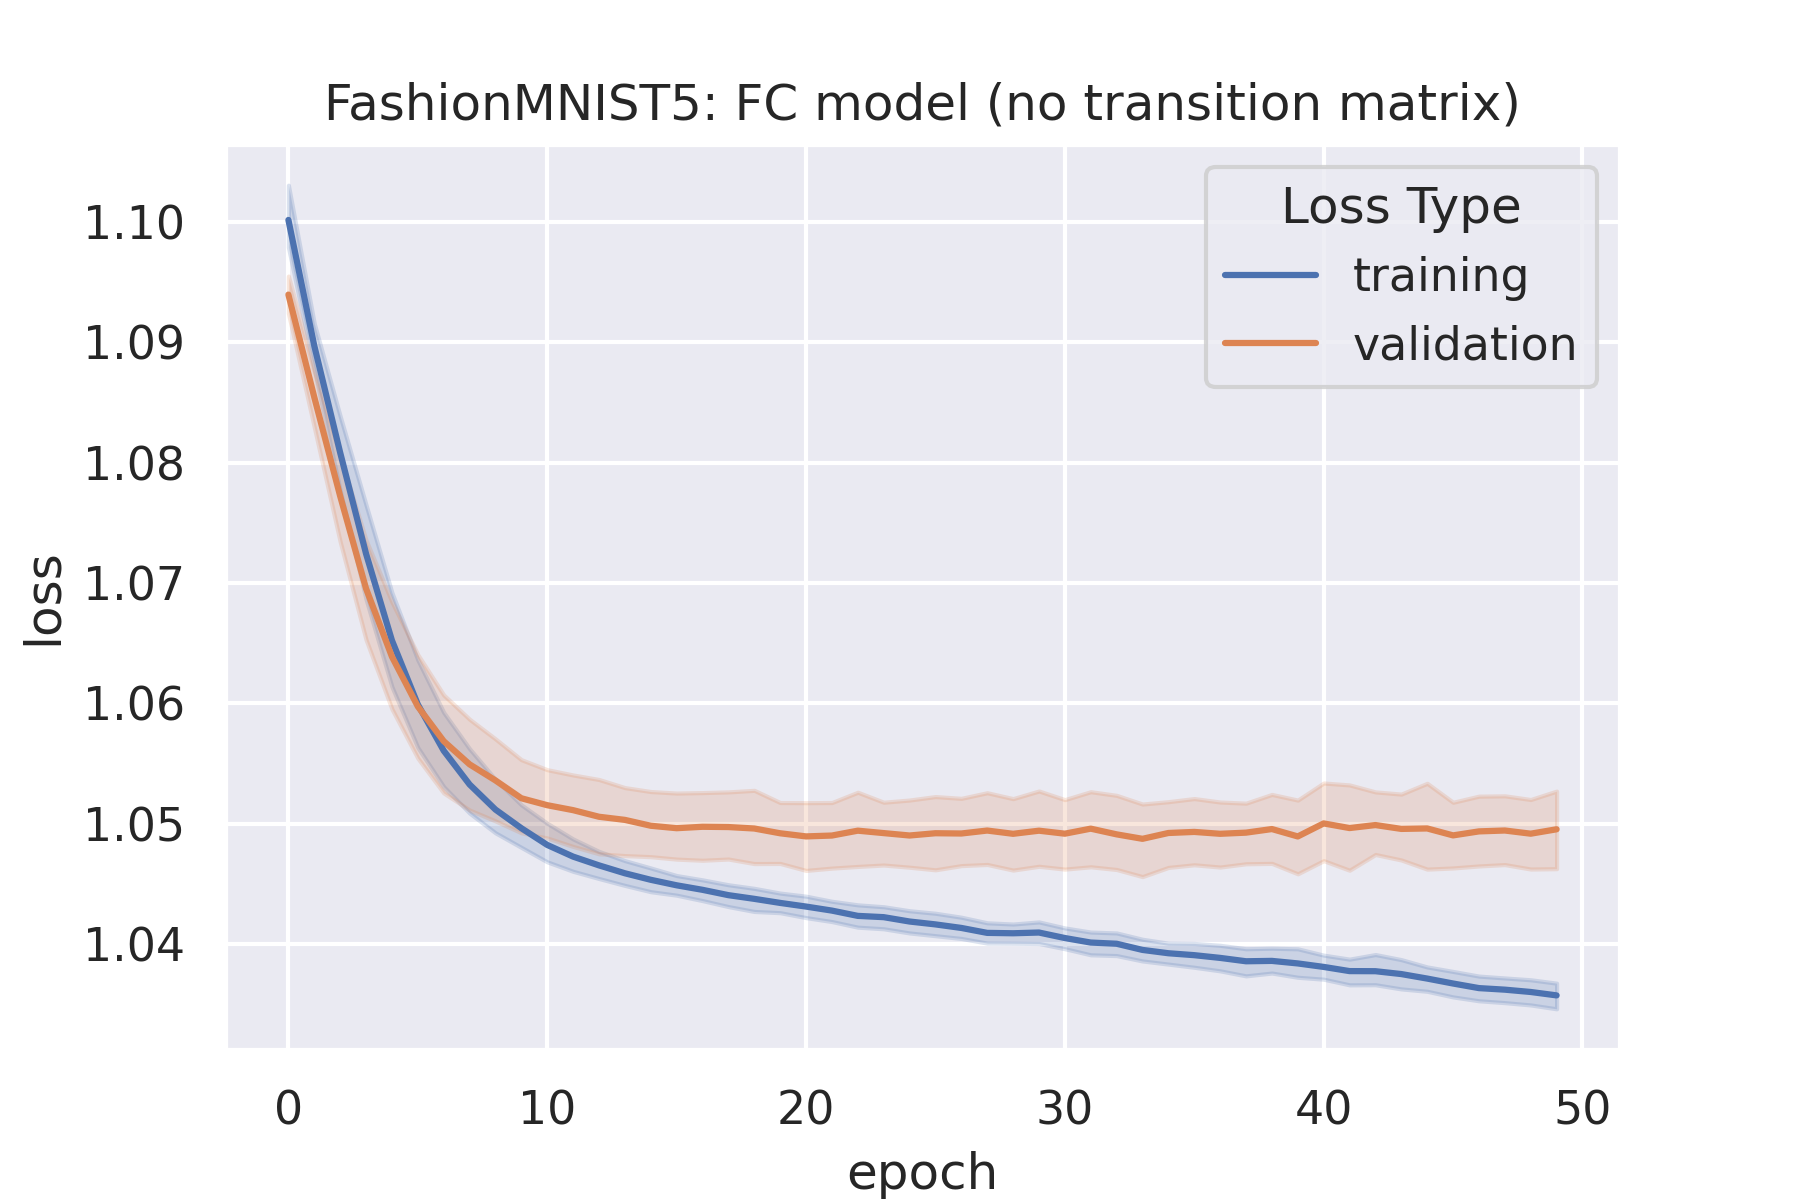 FashionMNIST5: FC model (no transition matrix)
Loss Type
training
validation
1.10
1.09
1.08
1.07
1.06
1.05
1.04
loss
0 10 20 30 40 50
epoch